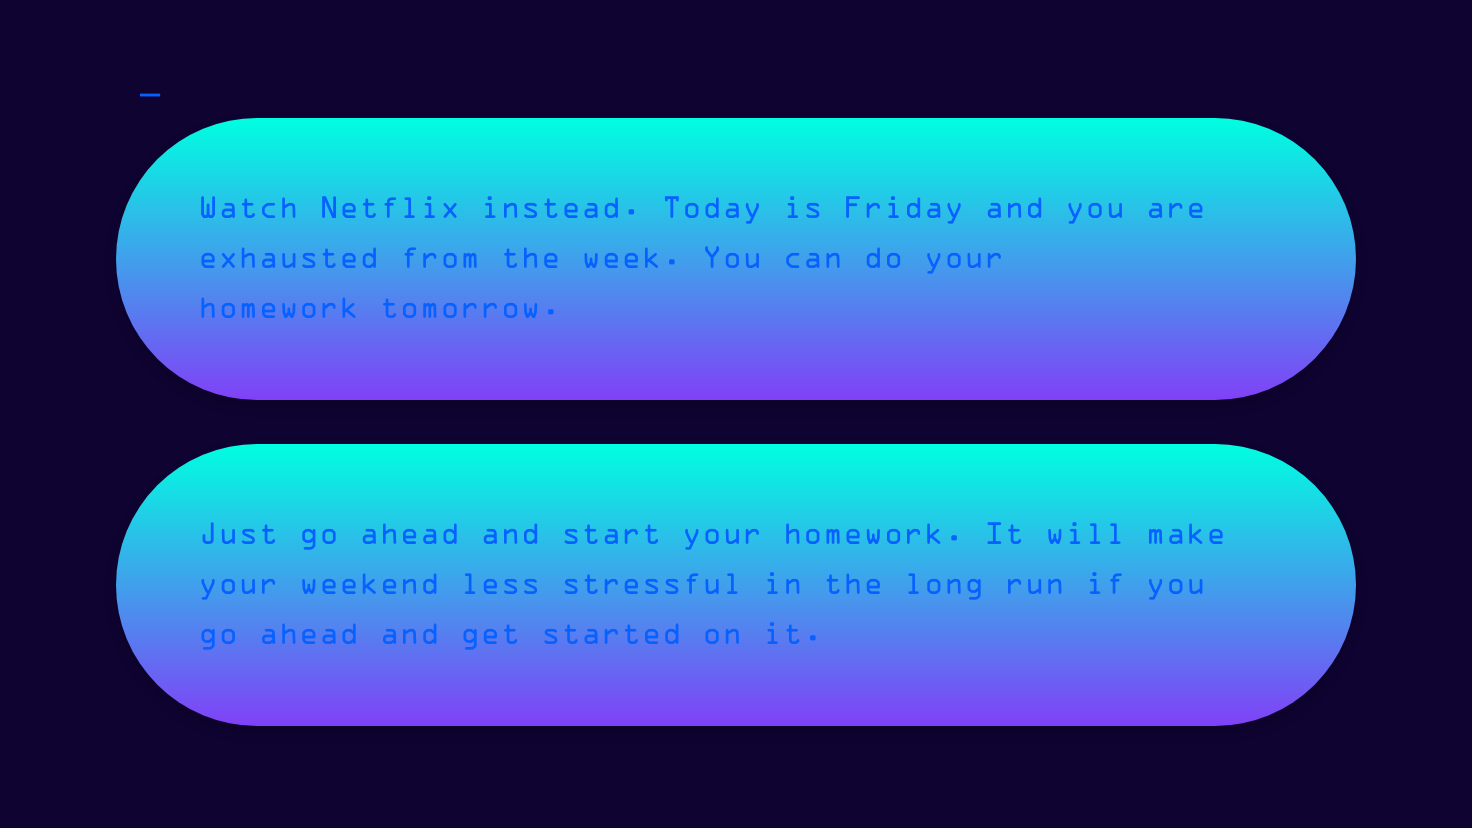 _
Watch Netflix instead. Today is Friday and you are
exhausted from the week. You can do your
homework tomorrow.
Just go ahead and start your homework. It will make
your weekend less stressful in the long run if you
go ahead and get started on it.